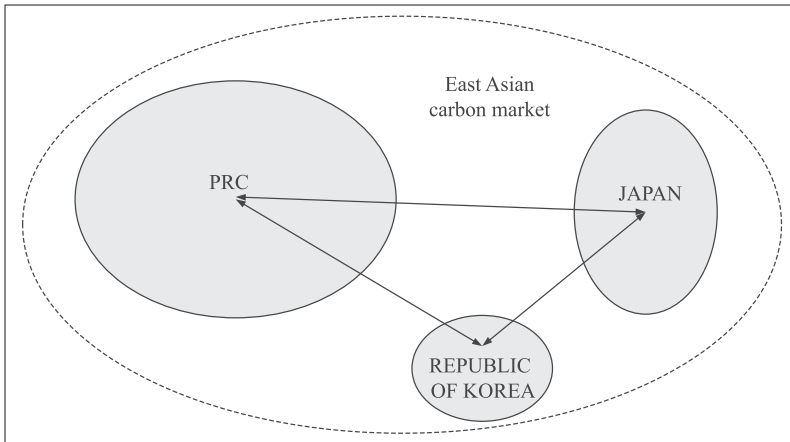 East Asian
carbon market
PRC
JAPAN
REPUBLIC
OF KOREA